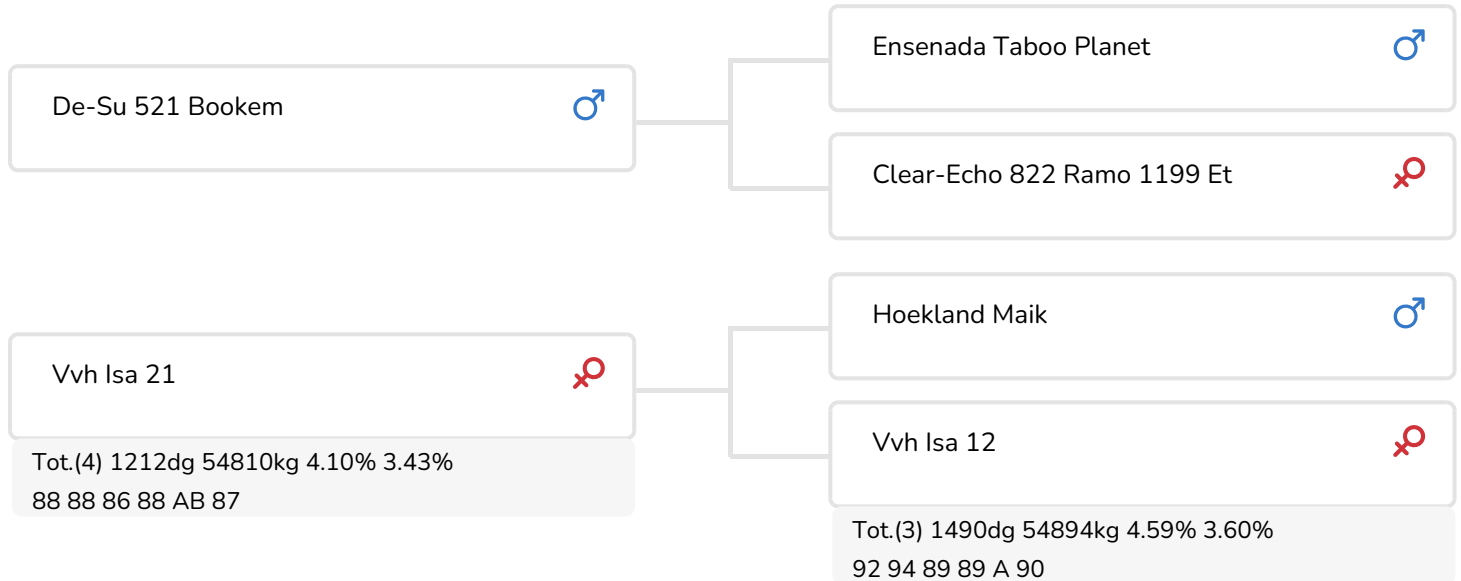 De-Su 521 Bookem
Ensenada Taboo Planet
Clear-Echo 822 Ramo 1199 Et
Vvh Isa 21
Tot.(4) 1212dg 54810kg 4.10% 3.43%
88 88 86 88 AB 87
Hoekland Maik
Vvh Isa 12
Tot.(3) 1490dg 54894kg 4.59% 3.60%
92 94 89 89 A 90